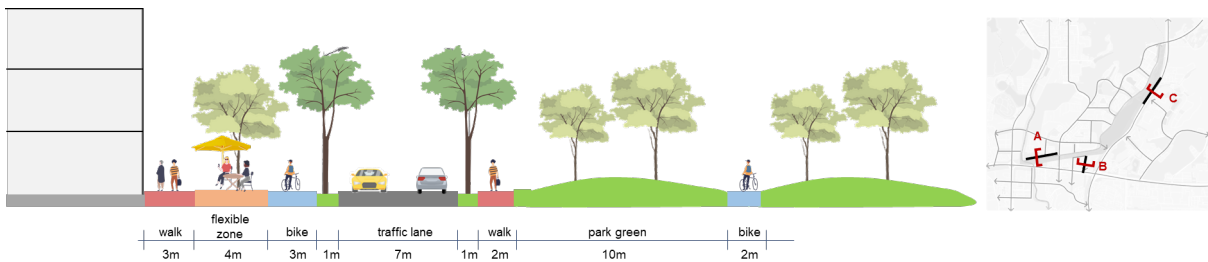 walk
flexible
zone
bike
traffic lane
walk
park green
bike
3m
4m
3m
1m
7m
1m
2m
10m
2m
A
B
C